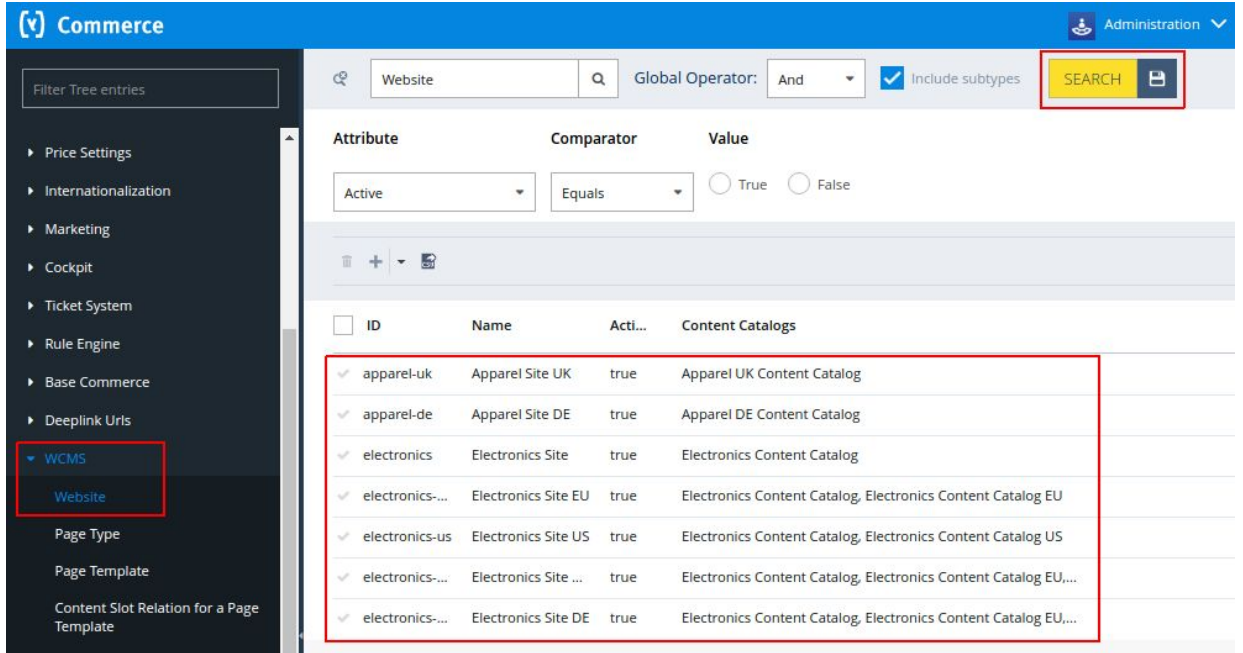 (y) Commerce
Administration
Filter Tree entries
Price Settings
Internationalization
Marketing
Cockpit
Ticket System
Rule Engine
Base Commerce
Deeplink Urls
WCMS
Website
Page Type
Page Template
Content Slot Relation for a Page
Template
Website Global Operator: And Include subtypes SEARCH
Attribute Comparator Value
Active Equals True False
ID Name Acti... Content Catalogs
apparel-uk Apparel Site UK true Apparel UK Content Catalog
apparel-de Apparel Site DE true Apparel DE Content Catalog
electronics Electronics Site true Electronics Content Catalog
electronics-... Electronics Site EU true Electronics Content Catalog, Electronics Content Catalog EU
electronics-us Electronics Site US true Electronics Content Catalog, Electronics Content Catalog US
electronics-... Electronics Site ... true Electronics Content Catalog, Electronics Content Catalog EU,...
electronics-... Electronics Site DE true Electronics Content Catalog, Electronics Content Catalog EU,...